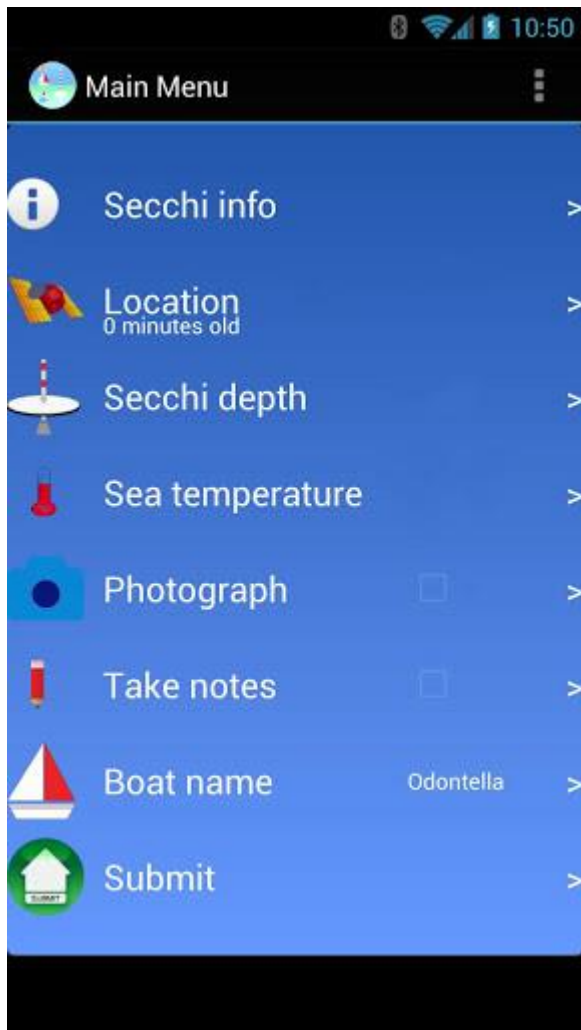 10:50
Main Menu
Secchi info >
Location >
0 minutes old
Secchi depth >
Sea temperature >
Photograph >
Take notes >
Boat name Odontella >
Submit >
SUBMIT